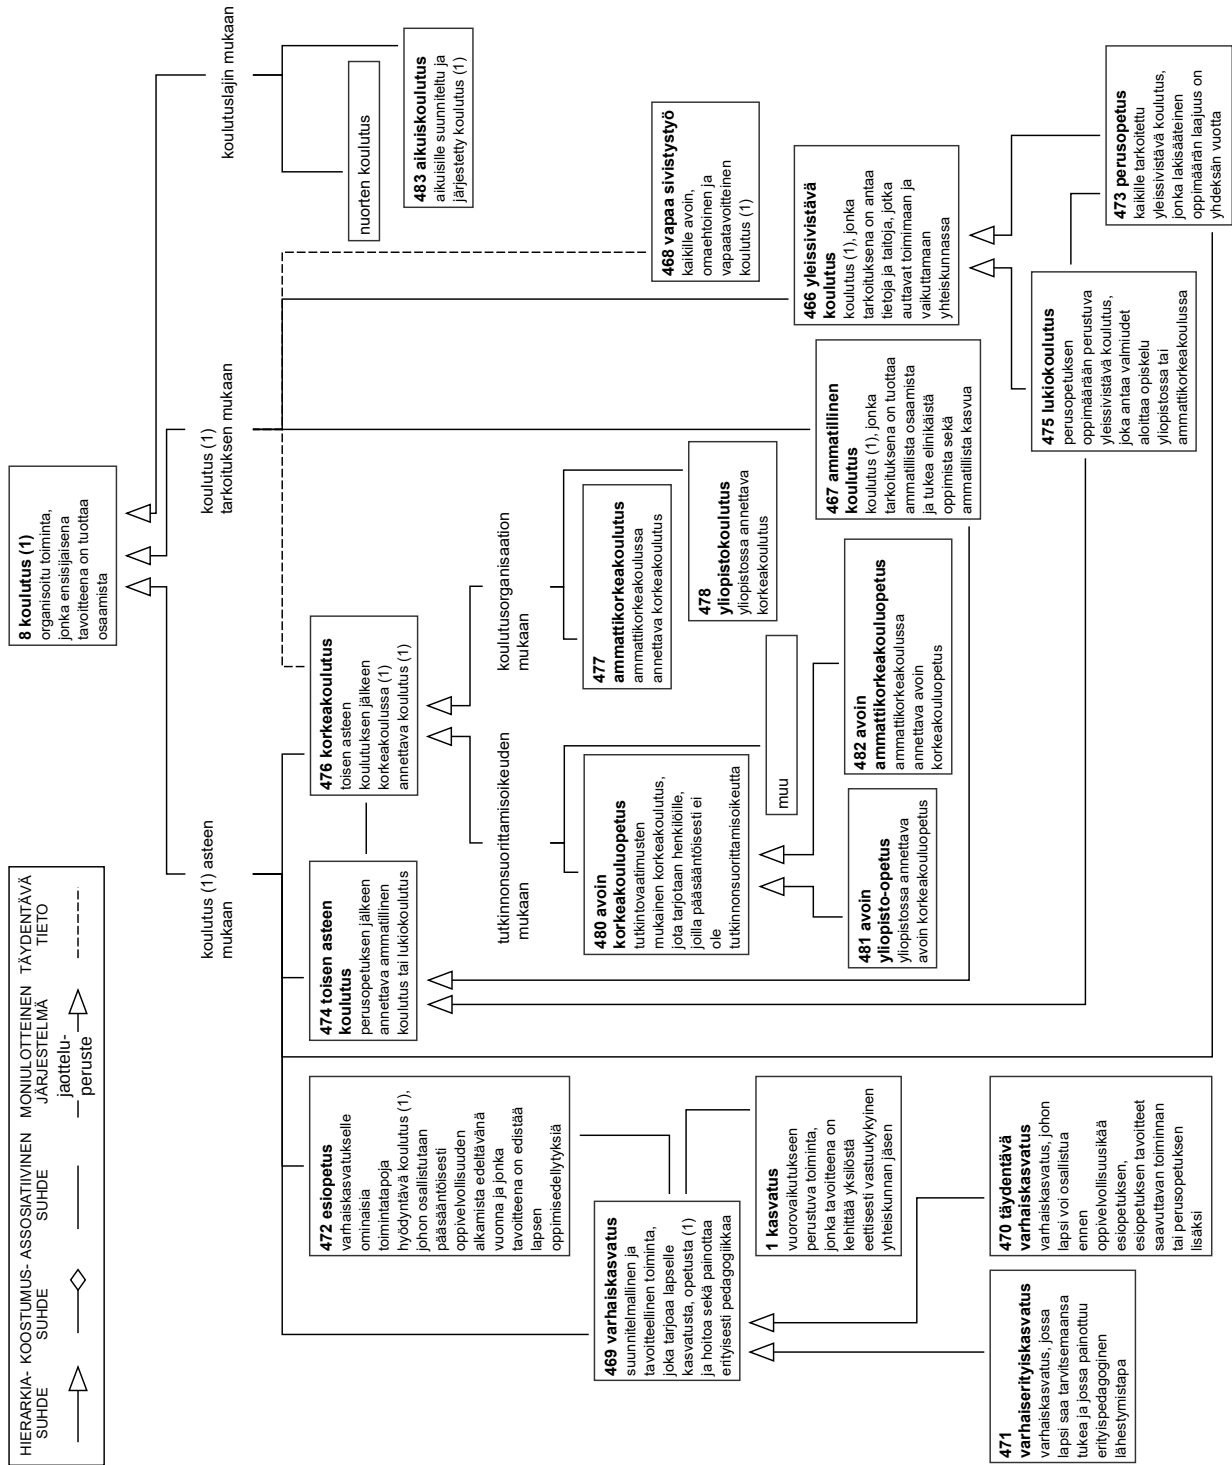 HIERARKIA-
SUHDE
KOOSTUMUS-
SUHDE
ASSOSIATIIVINEN
SUHDE
MONIULOTTEINEN
JÄRJESTELMÄ
TÄYDENTÄVÄ
TIETO
jaottelu-
peruste
8 koulutus (1)
organisoitu toiminta,
jonka ensisijaisena
tavoitteena on tuottaa
osaamista
koulutus (1) asteen
mukaan
koulutus (1)
tarkoituksen mukaan
koulutuslajin mukaan
472 esiopetus
varhaiskasvatukselle
ominaisia
toimintatapoja
hyödyntävä koulutus (1),
johon osallistutaan
pääsääntöisesti
oppivelvollisuuden
alkamista edeltävänä
vuonna ja jonka
tavoitteena on edistää
lapsen
oppimisedellytyksiä
474 toisen asteen
koulutus
perusopetuksen jälkeen
annettava ammatillinen
koulutus tai lukiokoulutus
476 korkeakoulutus
toisen asteen
koulutuksen jälkeen
korkeakoulussa (1)
annettava koulutus (1)
nuorten koulutus
483 aikuiskoulutus
aikuisille suunniteltu ja
järjestetty koulutus (1)
tutkinnonsuorittamisoikeuden
mukaan
koulutusorganisaation
mukaan
469 varhaiskasvatus
suunnitelmallinen ja
tavoitteellinen toiminta,
joka tarjoaa lapselle
kasvatusta, opetusta (1)
ja hoitoa sekä painottaa
erityisesti pedagogiikkaa
480 avoin
korkeakouluopetus
tutkintovaatimusten
mukainen korkeakoulutus,
jota tarjotaan henkilöille,
joilla pääsääntöisesti ei
ole
tutkinnonsuorittamisoikeutta
477
ammattikorkeakoulutus
ammattikorkeakoulussa
annettava korkeakoulutus
478
yliopistokoulutus
yliopistossa annettava
korkeakoulutus
468 vapaa sivistystyö
kaikille avoin,
omaehtoinen ja
vapaatavoitteinen
koulutus (1)
1 kasvatus
vuorovaikutukseen
perustuva toiminta,
jonka tavoitteena on
kehittää yksilöstä
eettisesti vastuukykyinen
yhteiskunnan jäsen
muu
481 avoin
yliopisto-opetus
yliopistossa annettava
avoin korkeakouluopetus
482 avoin
ammattikorkeakouluopetus
ammattikorkeakoulussa
annettava avoin
korkeakouluopetus
467 ammatillinen
koulutus
koulutus (1), jonka
tarkoituksena on tuottaa
ammatillista osaamista
ja tukea elinikäistä
oppimista sekä
ammatillista kasvua
466 yleissivistävä
koulutus
koulutus (1), jonka
tarkoituksena on antaa
tietoja ja taitoja, jotka
auttavat toimimaan ja
vaikuttamaan
yhteiskunnassa
471
varhaiserityiskasvatus
varhaiskasvatus, jossa
lapsi saa tarvitsemaansa
tukea ja jossa painottuu
erityispedagoginen
lähestymistapa
470 täydentävä
varhaiskasvatus
varhaiskasvatus, johon
lapsi voi osallistua
ennen
oppivelvollisuusikää
esiopetuksen,
esiopetuksen tavoitteet
saavuttavan toiminnan
tai perusopetuksen
lisäksi
475 lukiokoulutus
perusopetuksen
oppimäärään perustuva
yleissivistävä koulutus,
joka antaa valmiudet
aloittaa opiskelu
yliopistossa tai
ammattikorkeakoulussa
473 perusopetus
kaikille tarkoitettu
yleissivistävä koulutus,
jonka lakisääteinen
oppimäärän laajuus on
yhdeksän vuotta